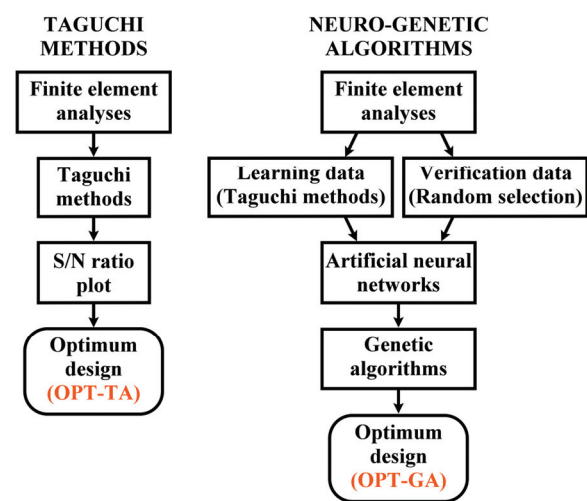 TAGUCHI
METHODS
Finite element
analyses
Taguchi
methods
S/N ratio
plot
Optimum
design
(OPT-TA)
NEURO-GENETIC
ALGORITHMS
Finite element
analyses
Learning data
(Taguchi methods)
Verification data
(Random selection)
Artificial neural
networks
Genetic
algorithms
Optimum
design
(OPT-GA)